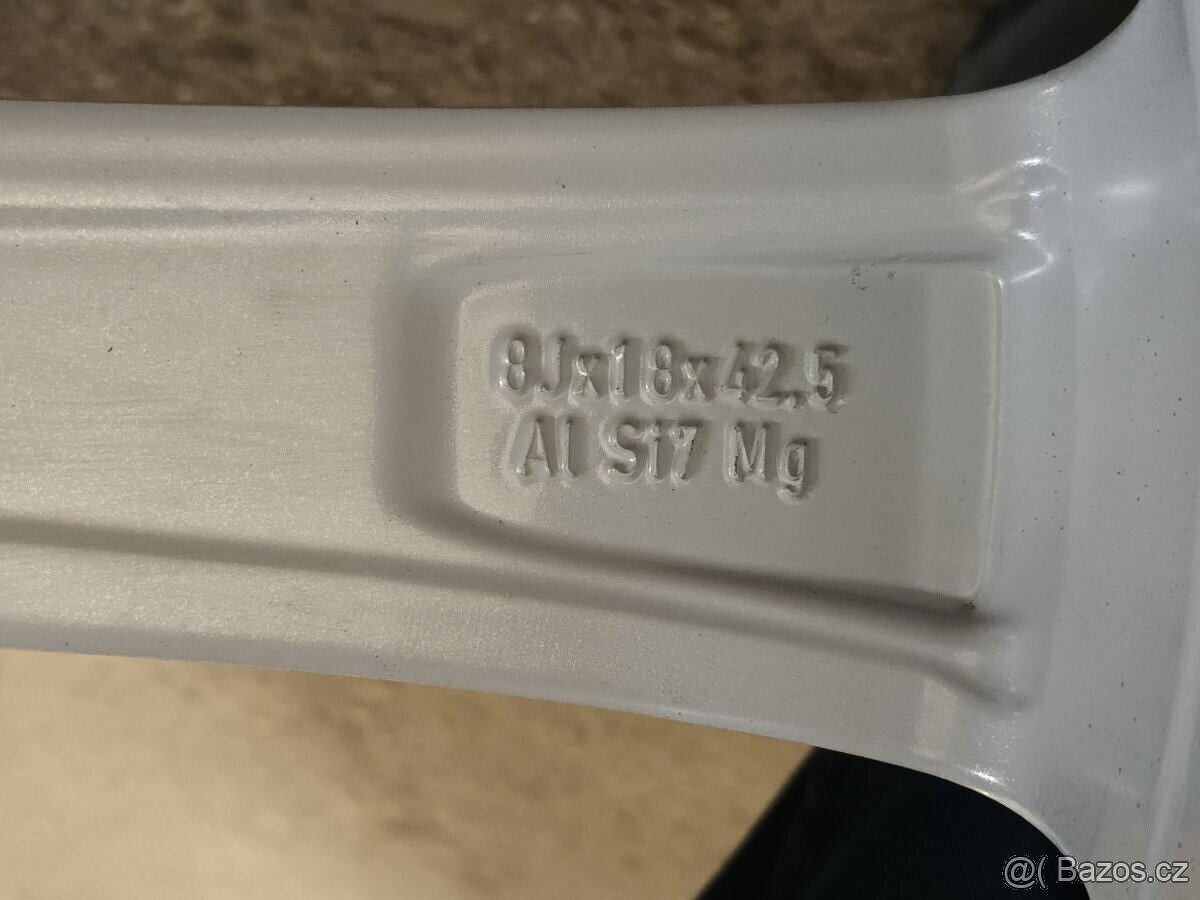 8Jx18x42,5
Al Si7 Mg
@( Bazos.cz